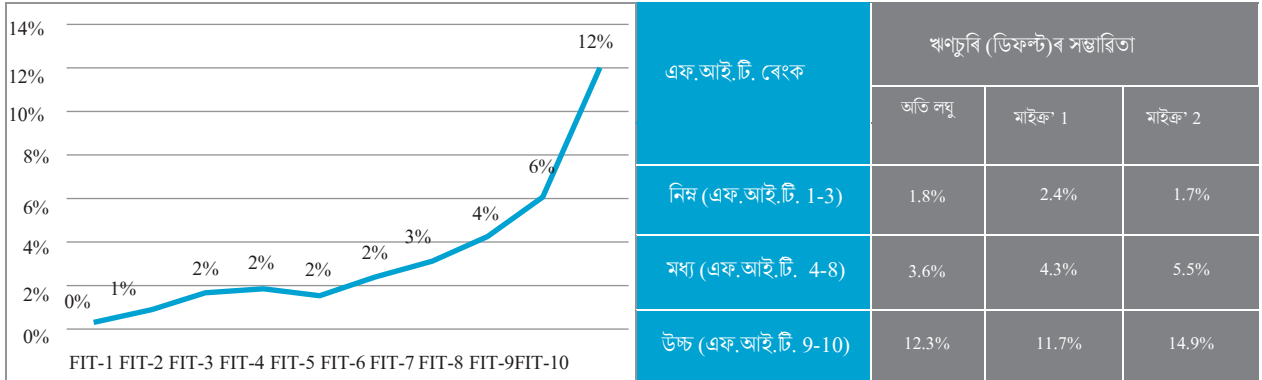 14%
12%
10%
8%
6%
4%
2%
0%
0%
1%
2%
2%
2%
2%
3%
4%
6%
12%
FIT-1 FIT-2 FIT-3 FIT-4 FIT-5 FIT-6 FIT-7 FIT-8 FIT-9FIT-10
এফ.আই.টি. ৰেংক
ঋণচুৰি (ডিফল্ট)ৰ সম্ভাৱিতা
অতি লঘু মাইক্ৰ’ 1 মাইক্ৰ’ 2
নিম্ন (এফ.আই.টি. 1-3) 1.8% 2.4% 1.7%
মধ্য (এফ.আই.টি. 4-8) 3.6% 4.3% 5.5%
উচ্চ (এফ.আই.টি. 9-10) 12.3% 11.7% 14.9%